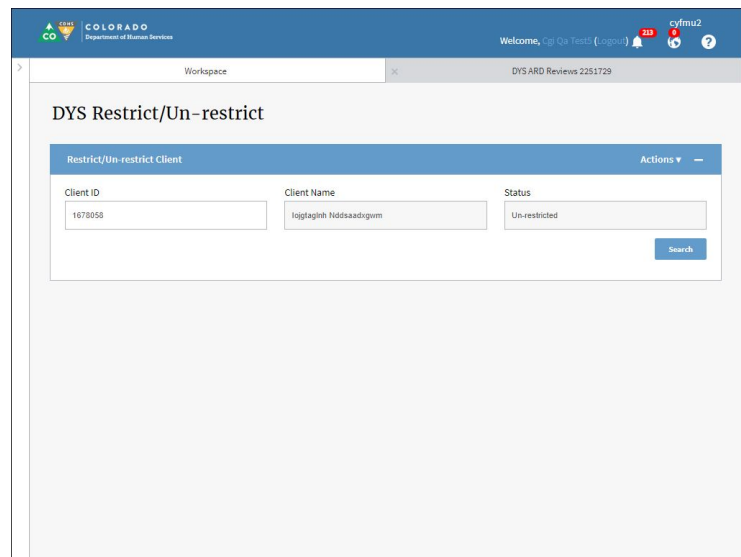 cyfmu2
COLORADO
Department of Human Services
CO
CDHS
Welcome, Cgi Qa Test5 (Logout)
213
0
?
>
Workspace
×
DYS ARD Reviews 2251729
DYS Restrict/Un-restrict
Restrict/Un-restrict Client
Actions ▾ –
Client ID
Client Name
Status
1678058
Iojgtaglnh Nddsaadxgwm
Un-restricted
Search